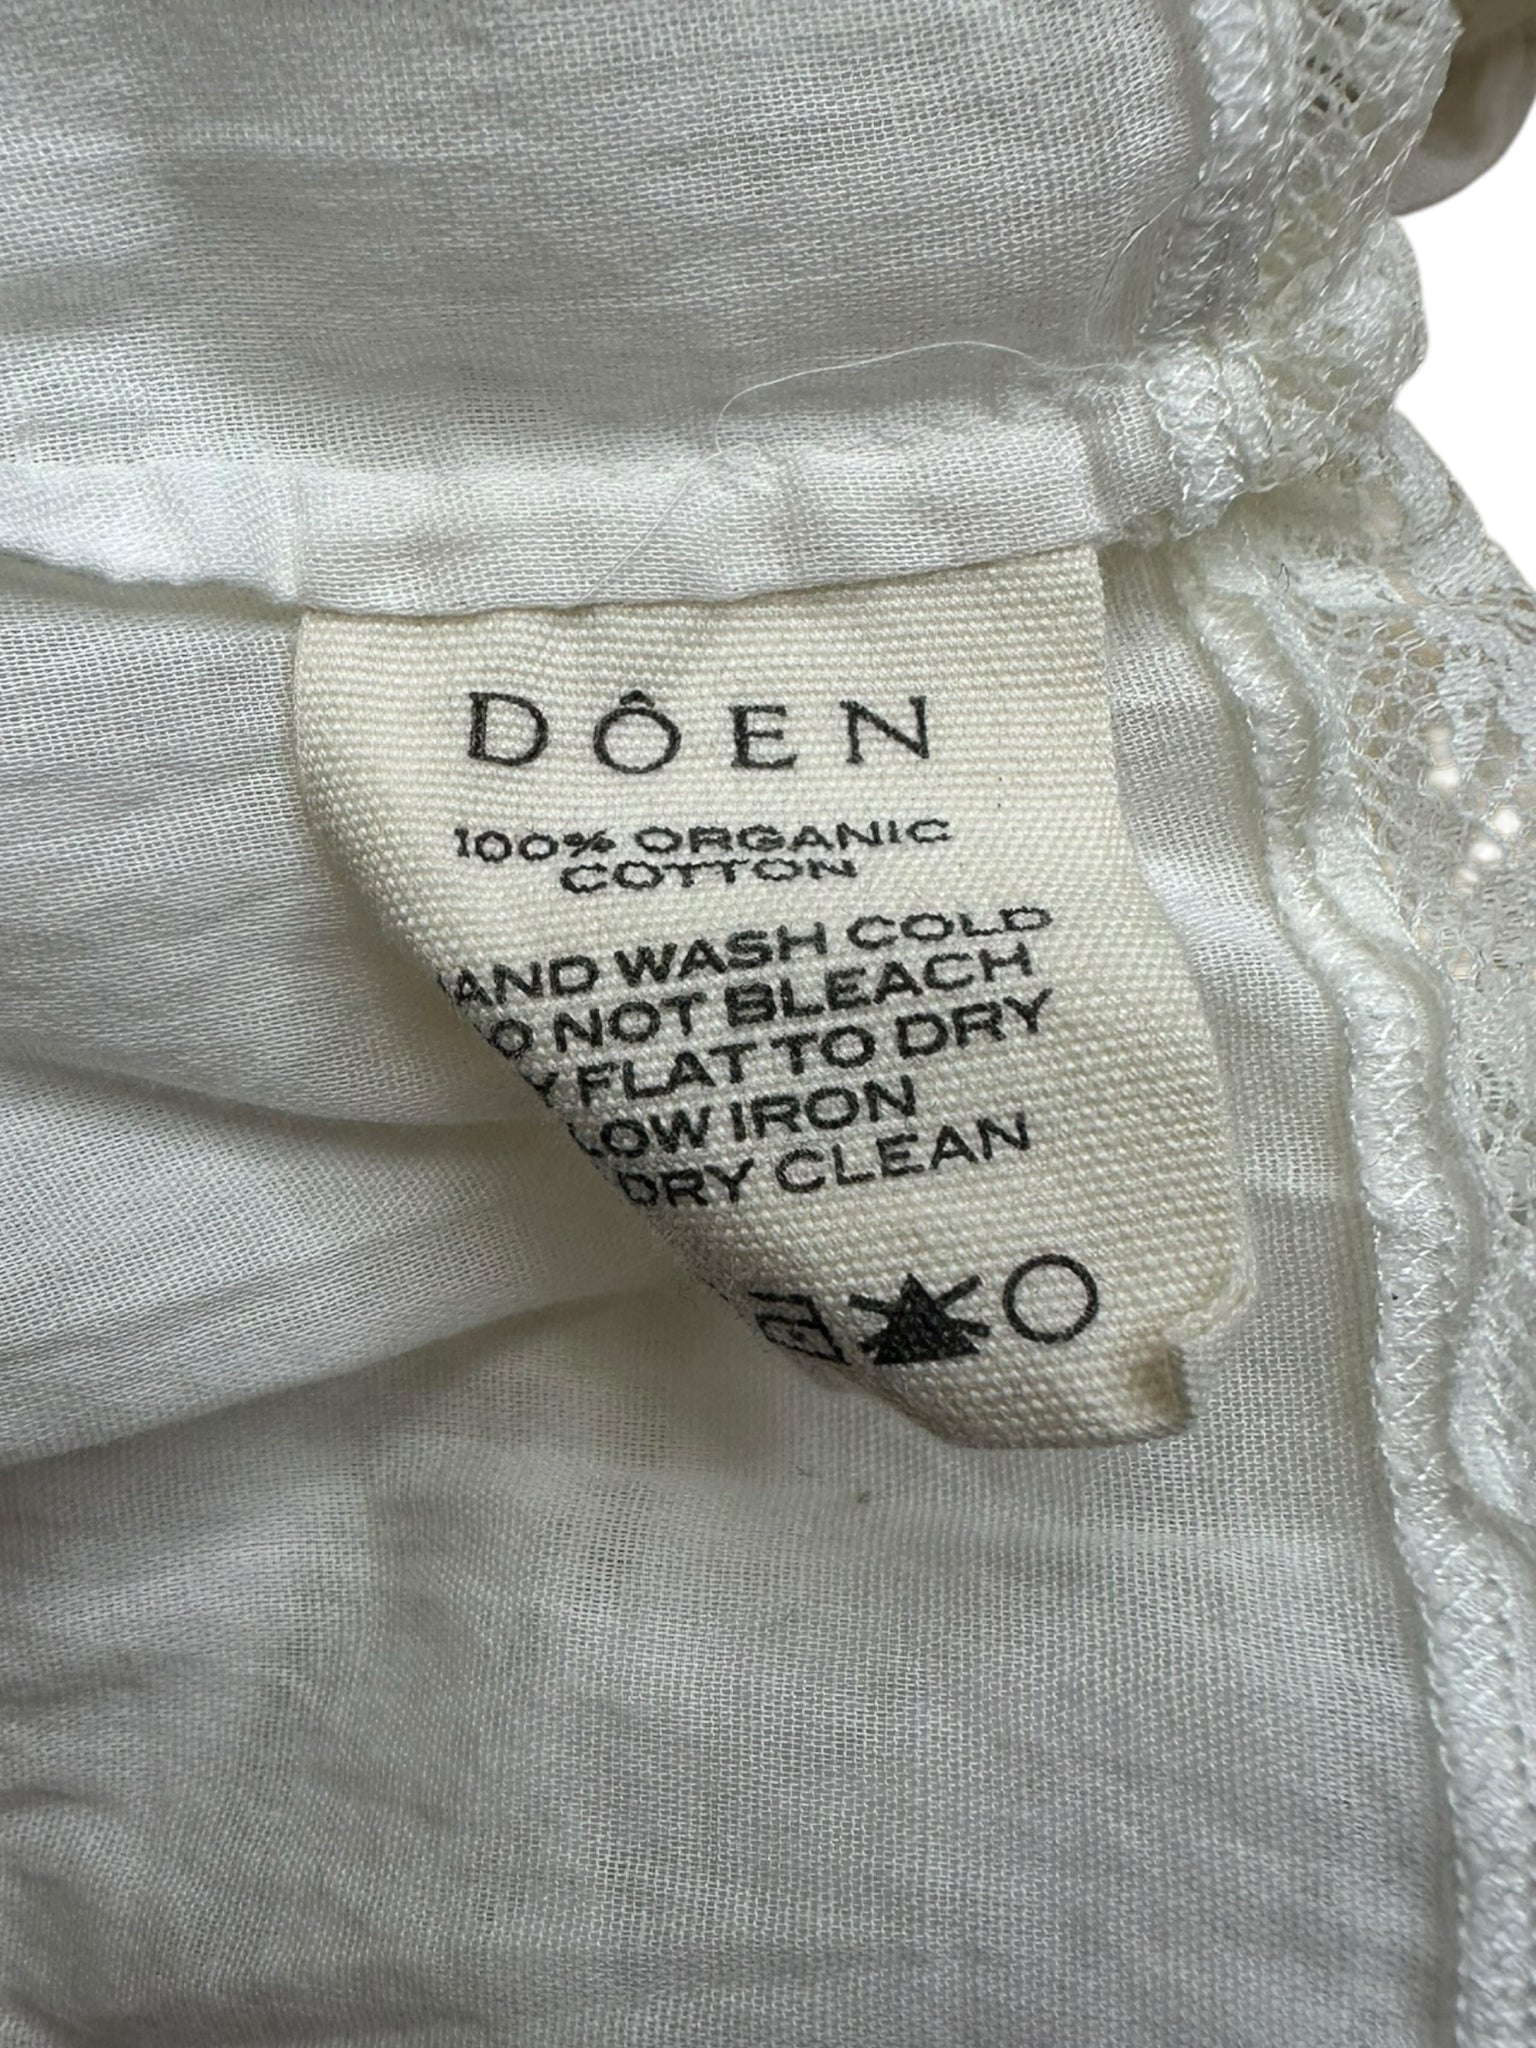 DÔEN
100% ORGANIC
COTTON
AND WASH COLD
O NOT BLEACH
Y FLAT TO DRY
LOW IRON
DRY CLEAN